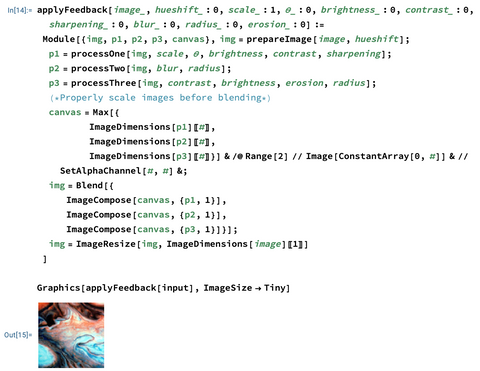 In[14]:= applyFeedback[image_, hueshift_ : 0, scale_ : 1, θ_ : 0, brightness_ : 0, contrast_ : 0,
sharpening_ : 0, blur_ : 0, radius_ : 0, erosion_ : 0] :=
Module[{img, p1, p2, p3, canvas}, img = prepareImage[image, hueshift];
p1 = processOne[img, scale, θ, brightness, contrast, sharpening];
p2 = processTwo[img, blur, radius];
p3 = processThree[img, contrast, brightness, erosion, radius];
(*Properly scale images before blending*)
canvas = Max[{
ImageDimensions[p1]〚#〛,
ImageDimensions[p2]〚#〛,
ImageDimensions[p3]〚#〛}] & /@ Range[2] // Image[ConstantArray[0, #]] & //
SetAlphaChannel[#, #] &;
img = Blend[{
ImageCompose[canvas, {p1, 1}],
ImageCompose[canvas, {p2, 1}],
ImageCompose[canvas, {p3, 1}]}];
img = ImageResize[img, ImageDimensions[image]〚1〛]
]
Graphics[applyFeedback[input], ImageSize → Tiny]
Out[15]=